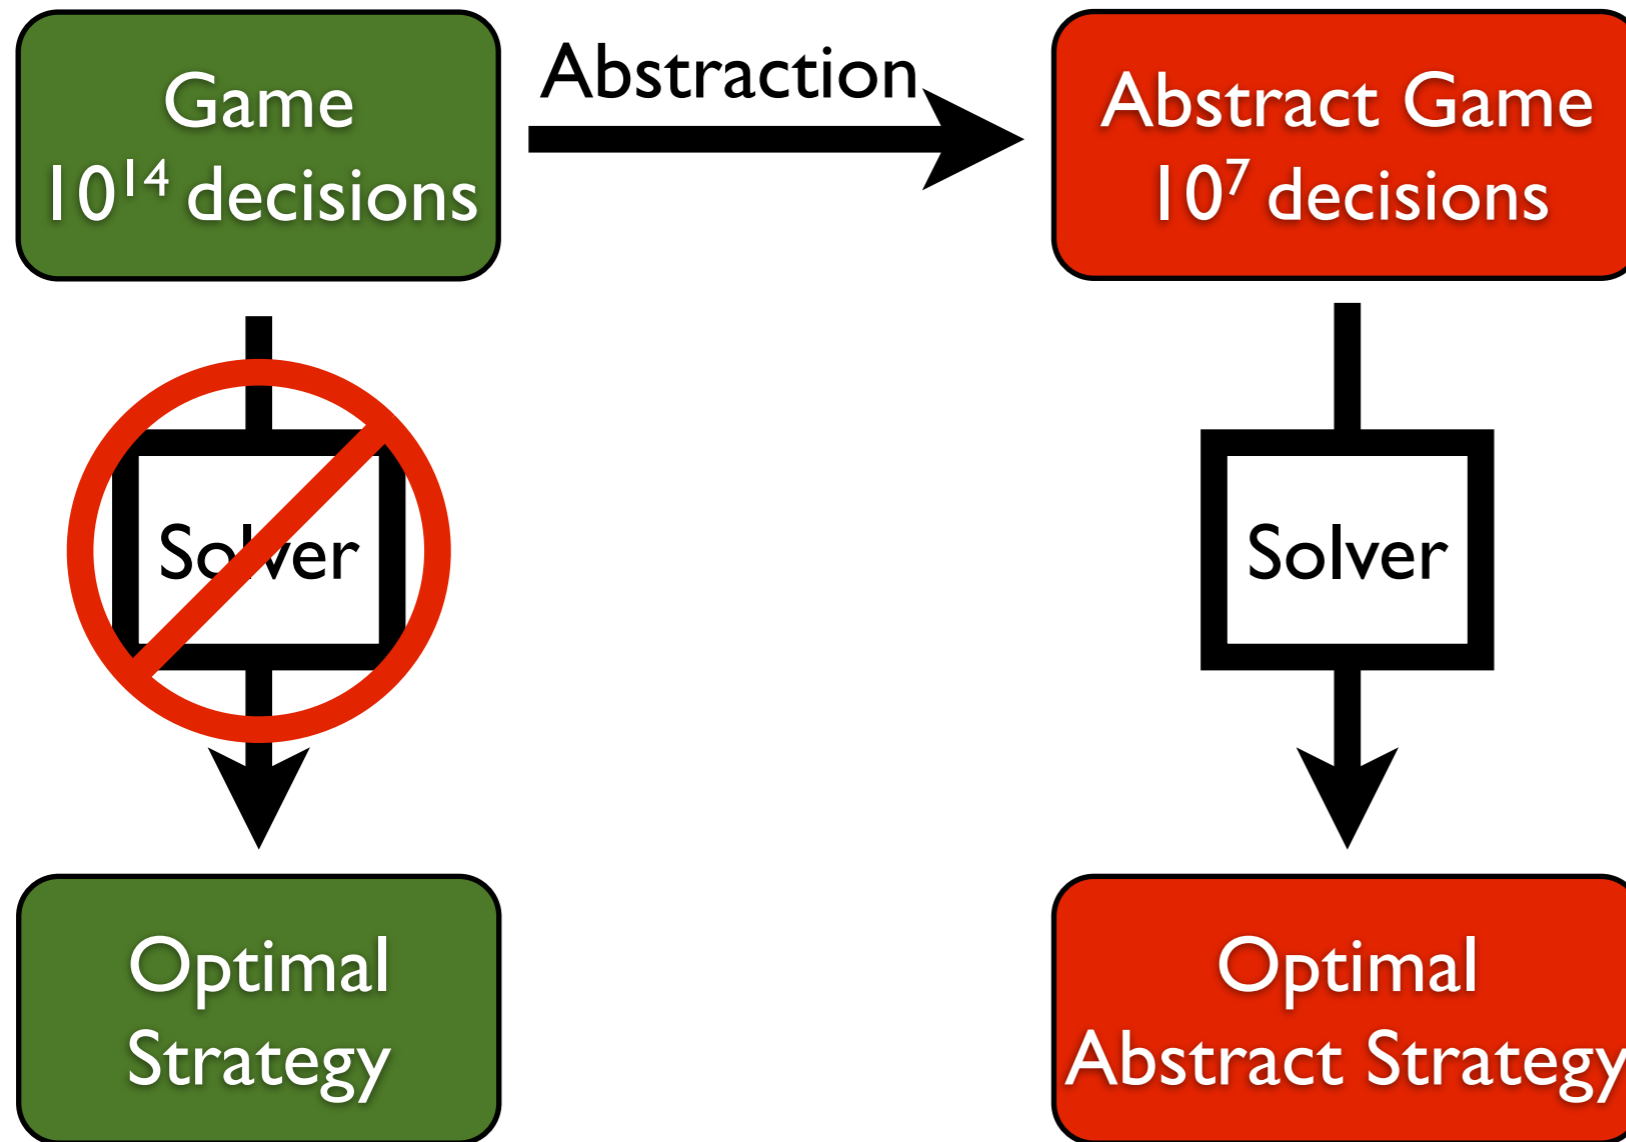 Game
10¹⁴ decisions
Abstraction
Abstract Game
10⁷ decisions
Solver
Solver
Optimal
Strategy
Optimal
Abstract Strategy